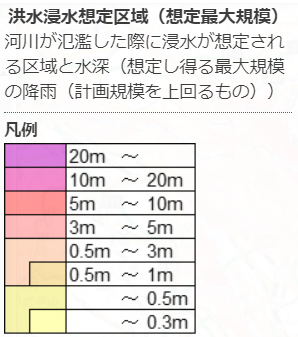 洪水浸水想定区域（想定最大規模）
河川が氾濫した際に浸水が想定され
る区域と水深（想定し得る最大規模
の降雨（計画規模を上回るもの））
凡例
20m ～
10m ～ 20m
5m ～ 10m
3m ～ 5m
0.5m ～ 3m
0.5m ～ 1m
～ 0.5m
～ 0.3m